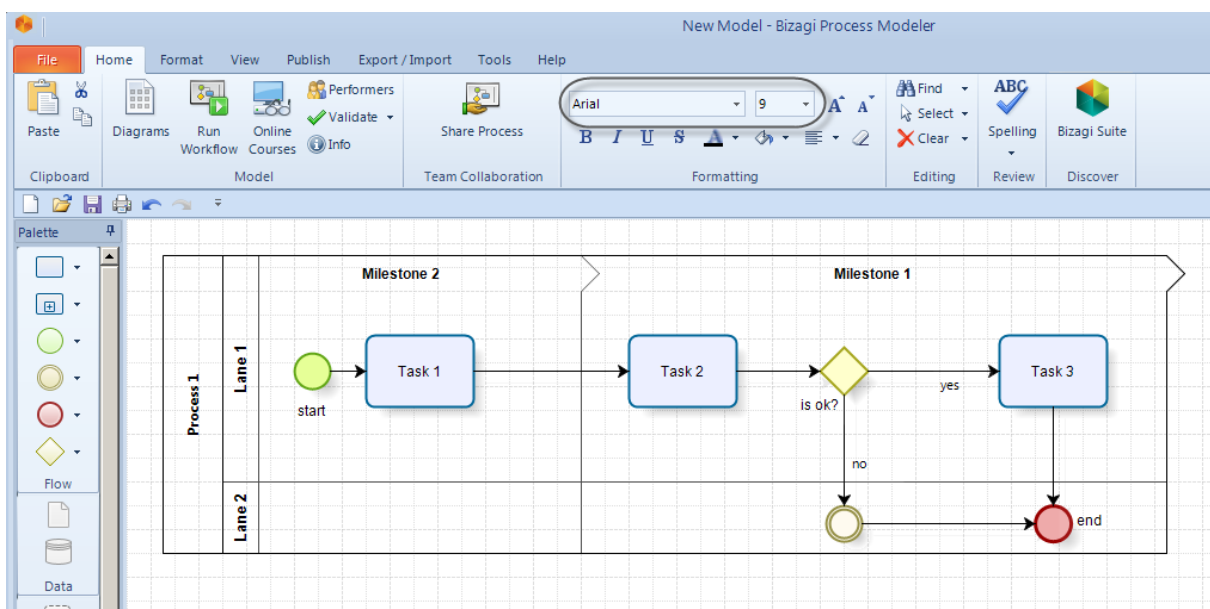 New Model - Bizagi Process Modeler
File Home Format View Publish Export / Import Tools Help
Paste
Clipboard
Diagrams
Run Workflow
Online Courses
Performers
Validate
Info
Model
Share Process
Team Collaboration
Arial 9 A A
B I U S A
Formatting
Find
Select
Clear
Editing
ABC
Spelling
Review
Bizagi Suite
Discover
Palette
Flow
Data
Process 1
Lane 1
Lane 2
Milestone 2
Milestone 1
start
Task 1
Task 2
is ok?
yes
Task 3
no
end